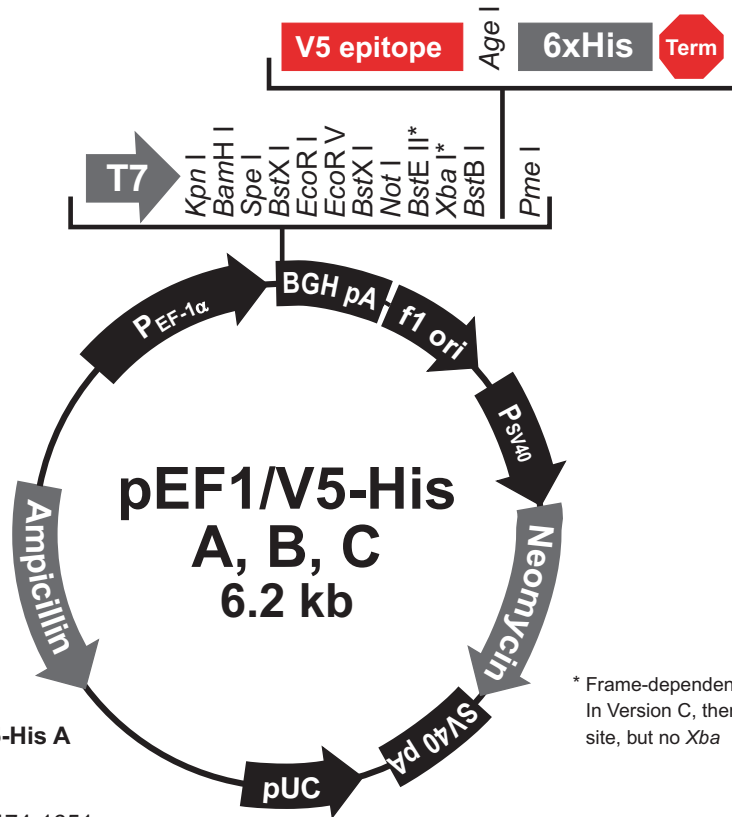 V5 epitope
Age I
6xHis
Term
T7
Kpn I
BamH I
Spe I
BstX I
EcoR I
EcoR V
BstX I
Not I
BstE II*
Xba I*
BstB I
Pme I
PEF-1α
BGH pA
f1 ori
PSV40
Neomycin
SV40 pA
pUC
Ampicillin
pEF1/V5-His
A, B, C
6.2 kb
* Frame-dependen
In Version C, ther
site, but no Xba
-His A